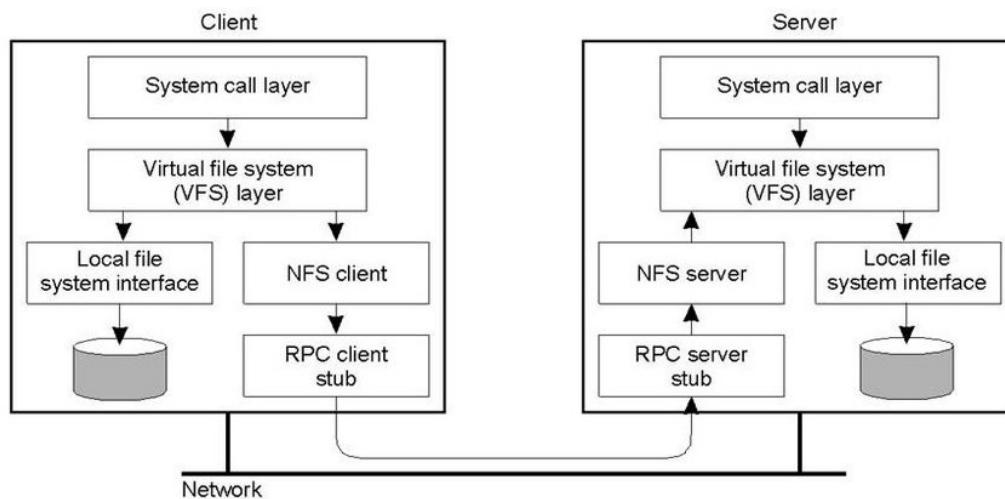 Client
System call layer
Virtual file system
(VFS) layer
Local file
system interface
NFS client
RPC client
stub
Server
System call layer
Virtual file system
(VFS) layer
NFS server
Local file
system interface
RPC server
stub
Network